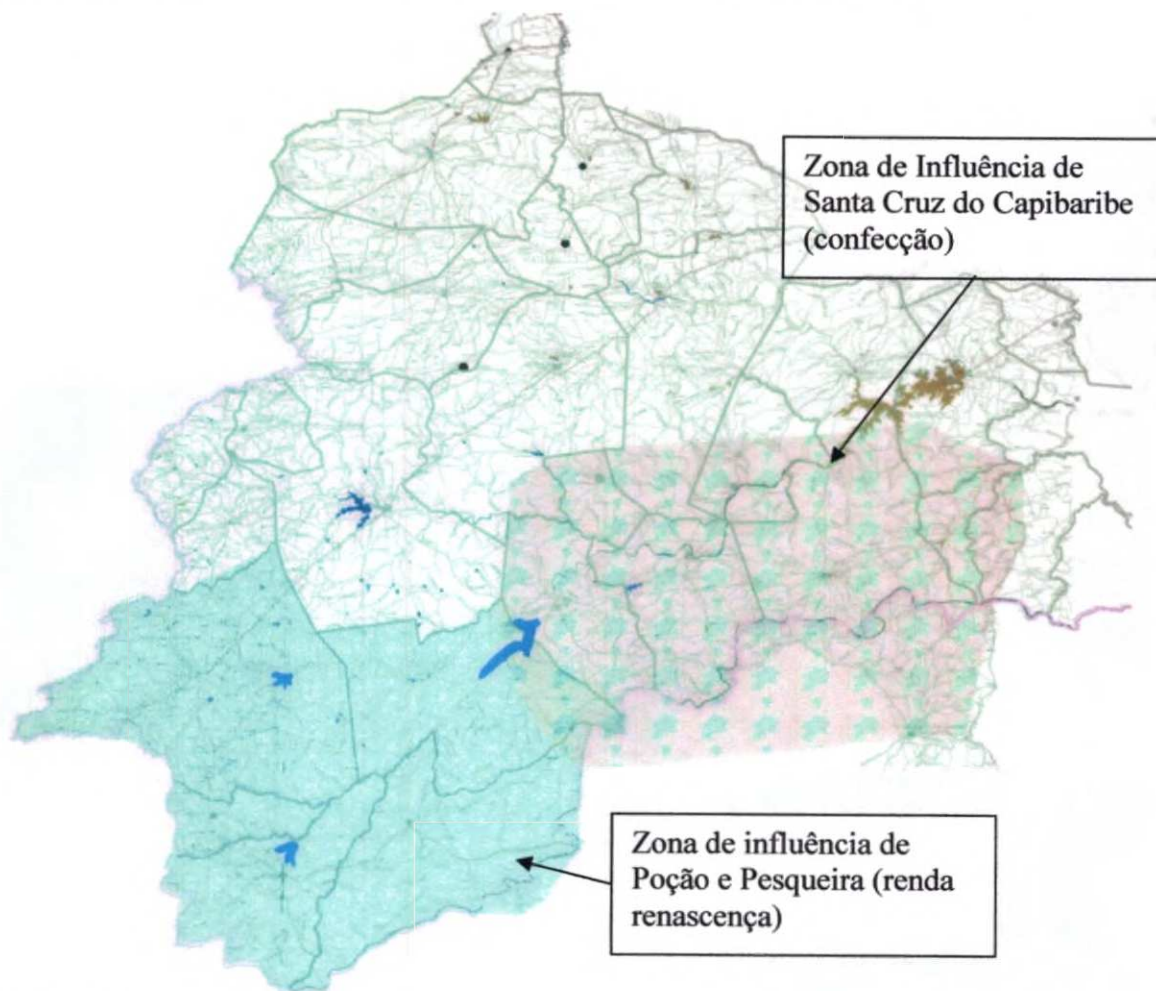 Zona de Influência de
Santa Cruz do Capibaribe
(confecção)
Zona de influência de
Poção e Pesqueira (renda
renascença)